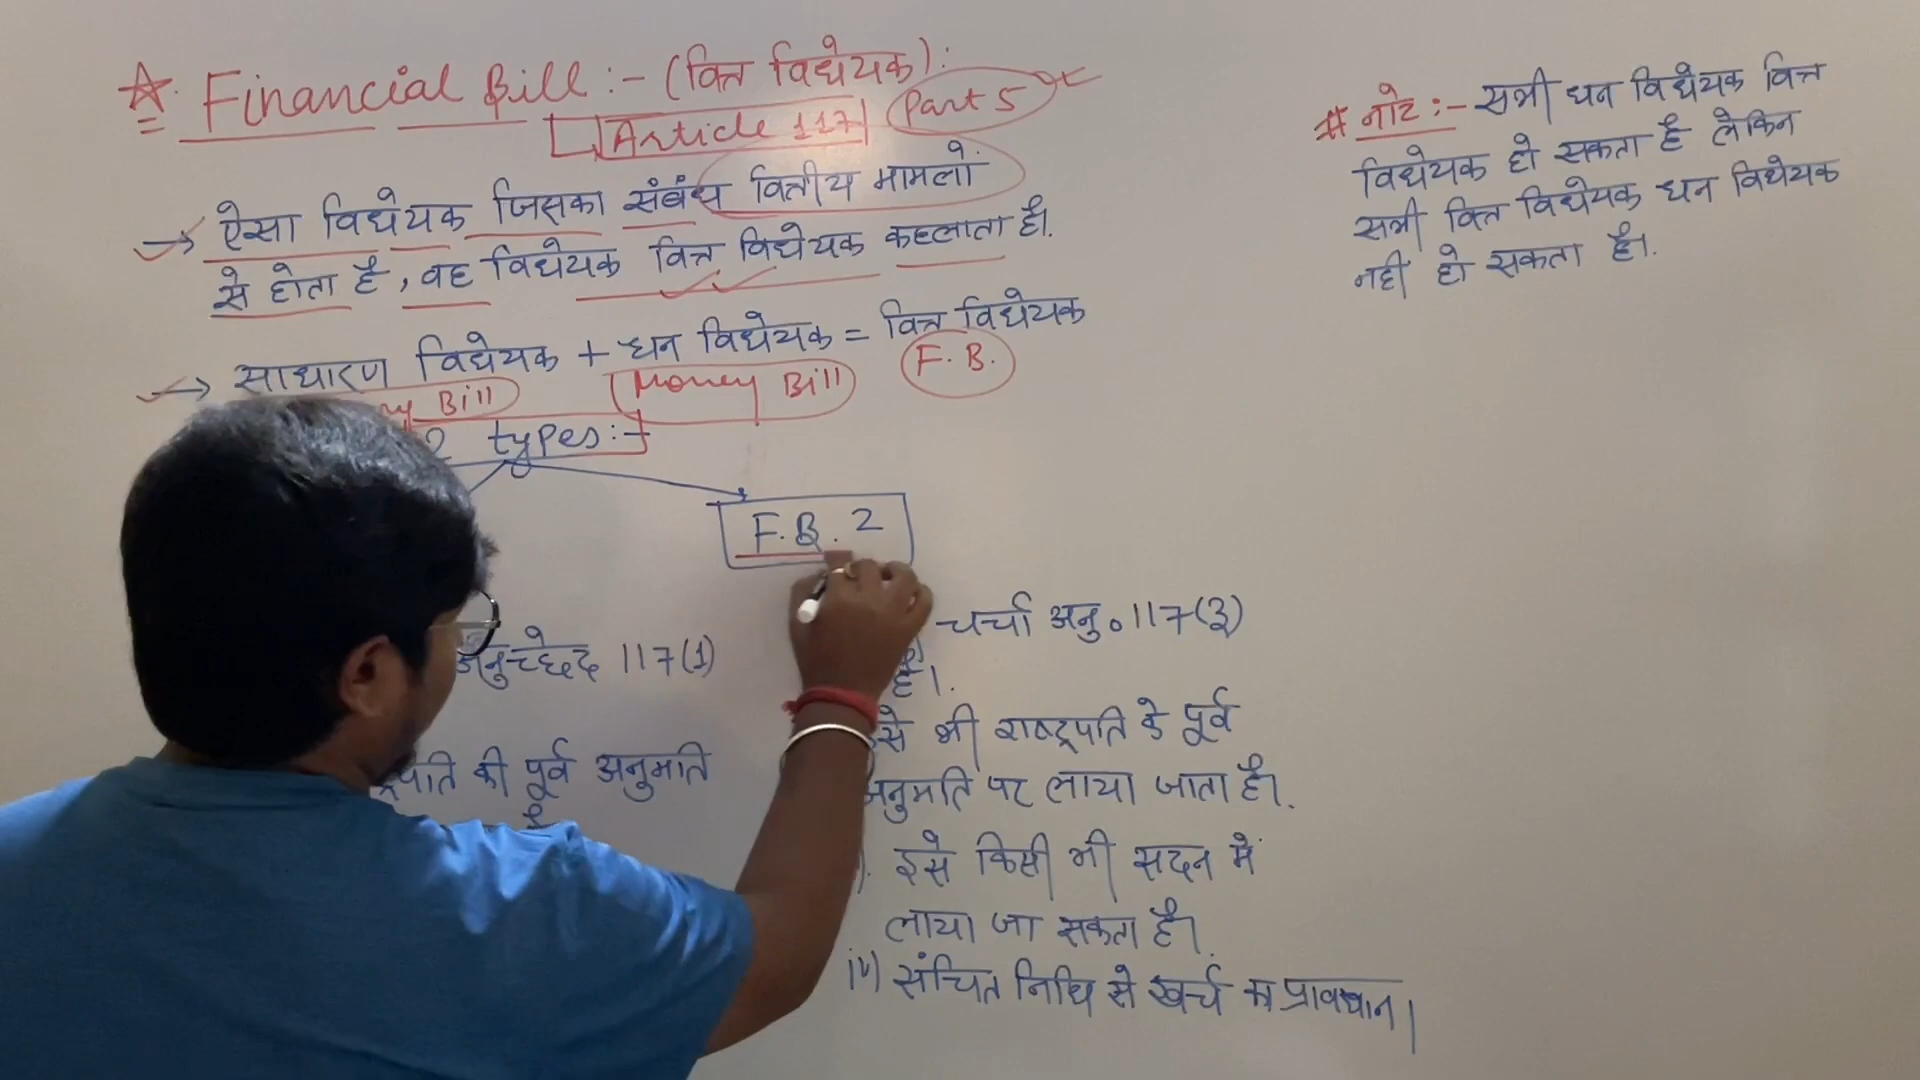 ☆ Financial Bill :- (वित्त विधेयक) :
Article 117 Part 5
→ ऐसा विधेयक जिसका संबंध वित्तीय मामलो
से होता है, वह विधेयक वित्त विधेयक कहलाता है।
→ साधारण विधेयक + धन विधेयक = वित्त विधेयक
Bill Money Bill F.B.
2 types :-
F.B. 2
अनुच्छेद 117(1)
की पूर्व अनुमति
है
चर्चा अनु० 117(3)
है।
भी राष्ट्रपति के पूर्व
अनुमति पर लाया जाता है।
इसे किसी भी सदन में
लाया जा सकता है।
iv) संचित निधि से खर्च का प्रावधान।
# नोट :- सभी धन विधेयक वित्त
विधेयक हो सकता है लेकिन
सभी वित्त विधेयक धन विधेयक
नहीं हो सकता है।